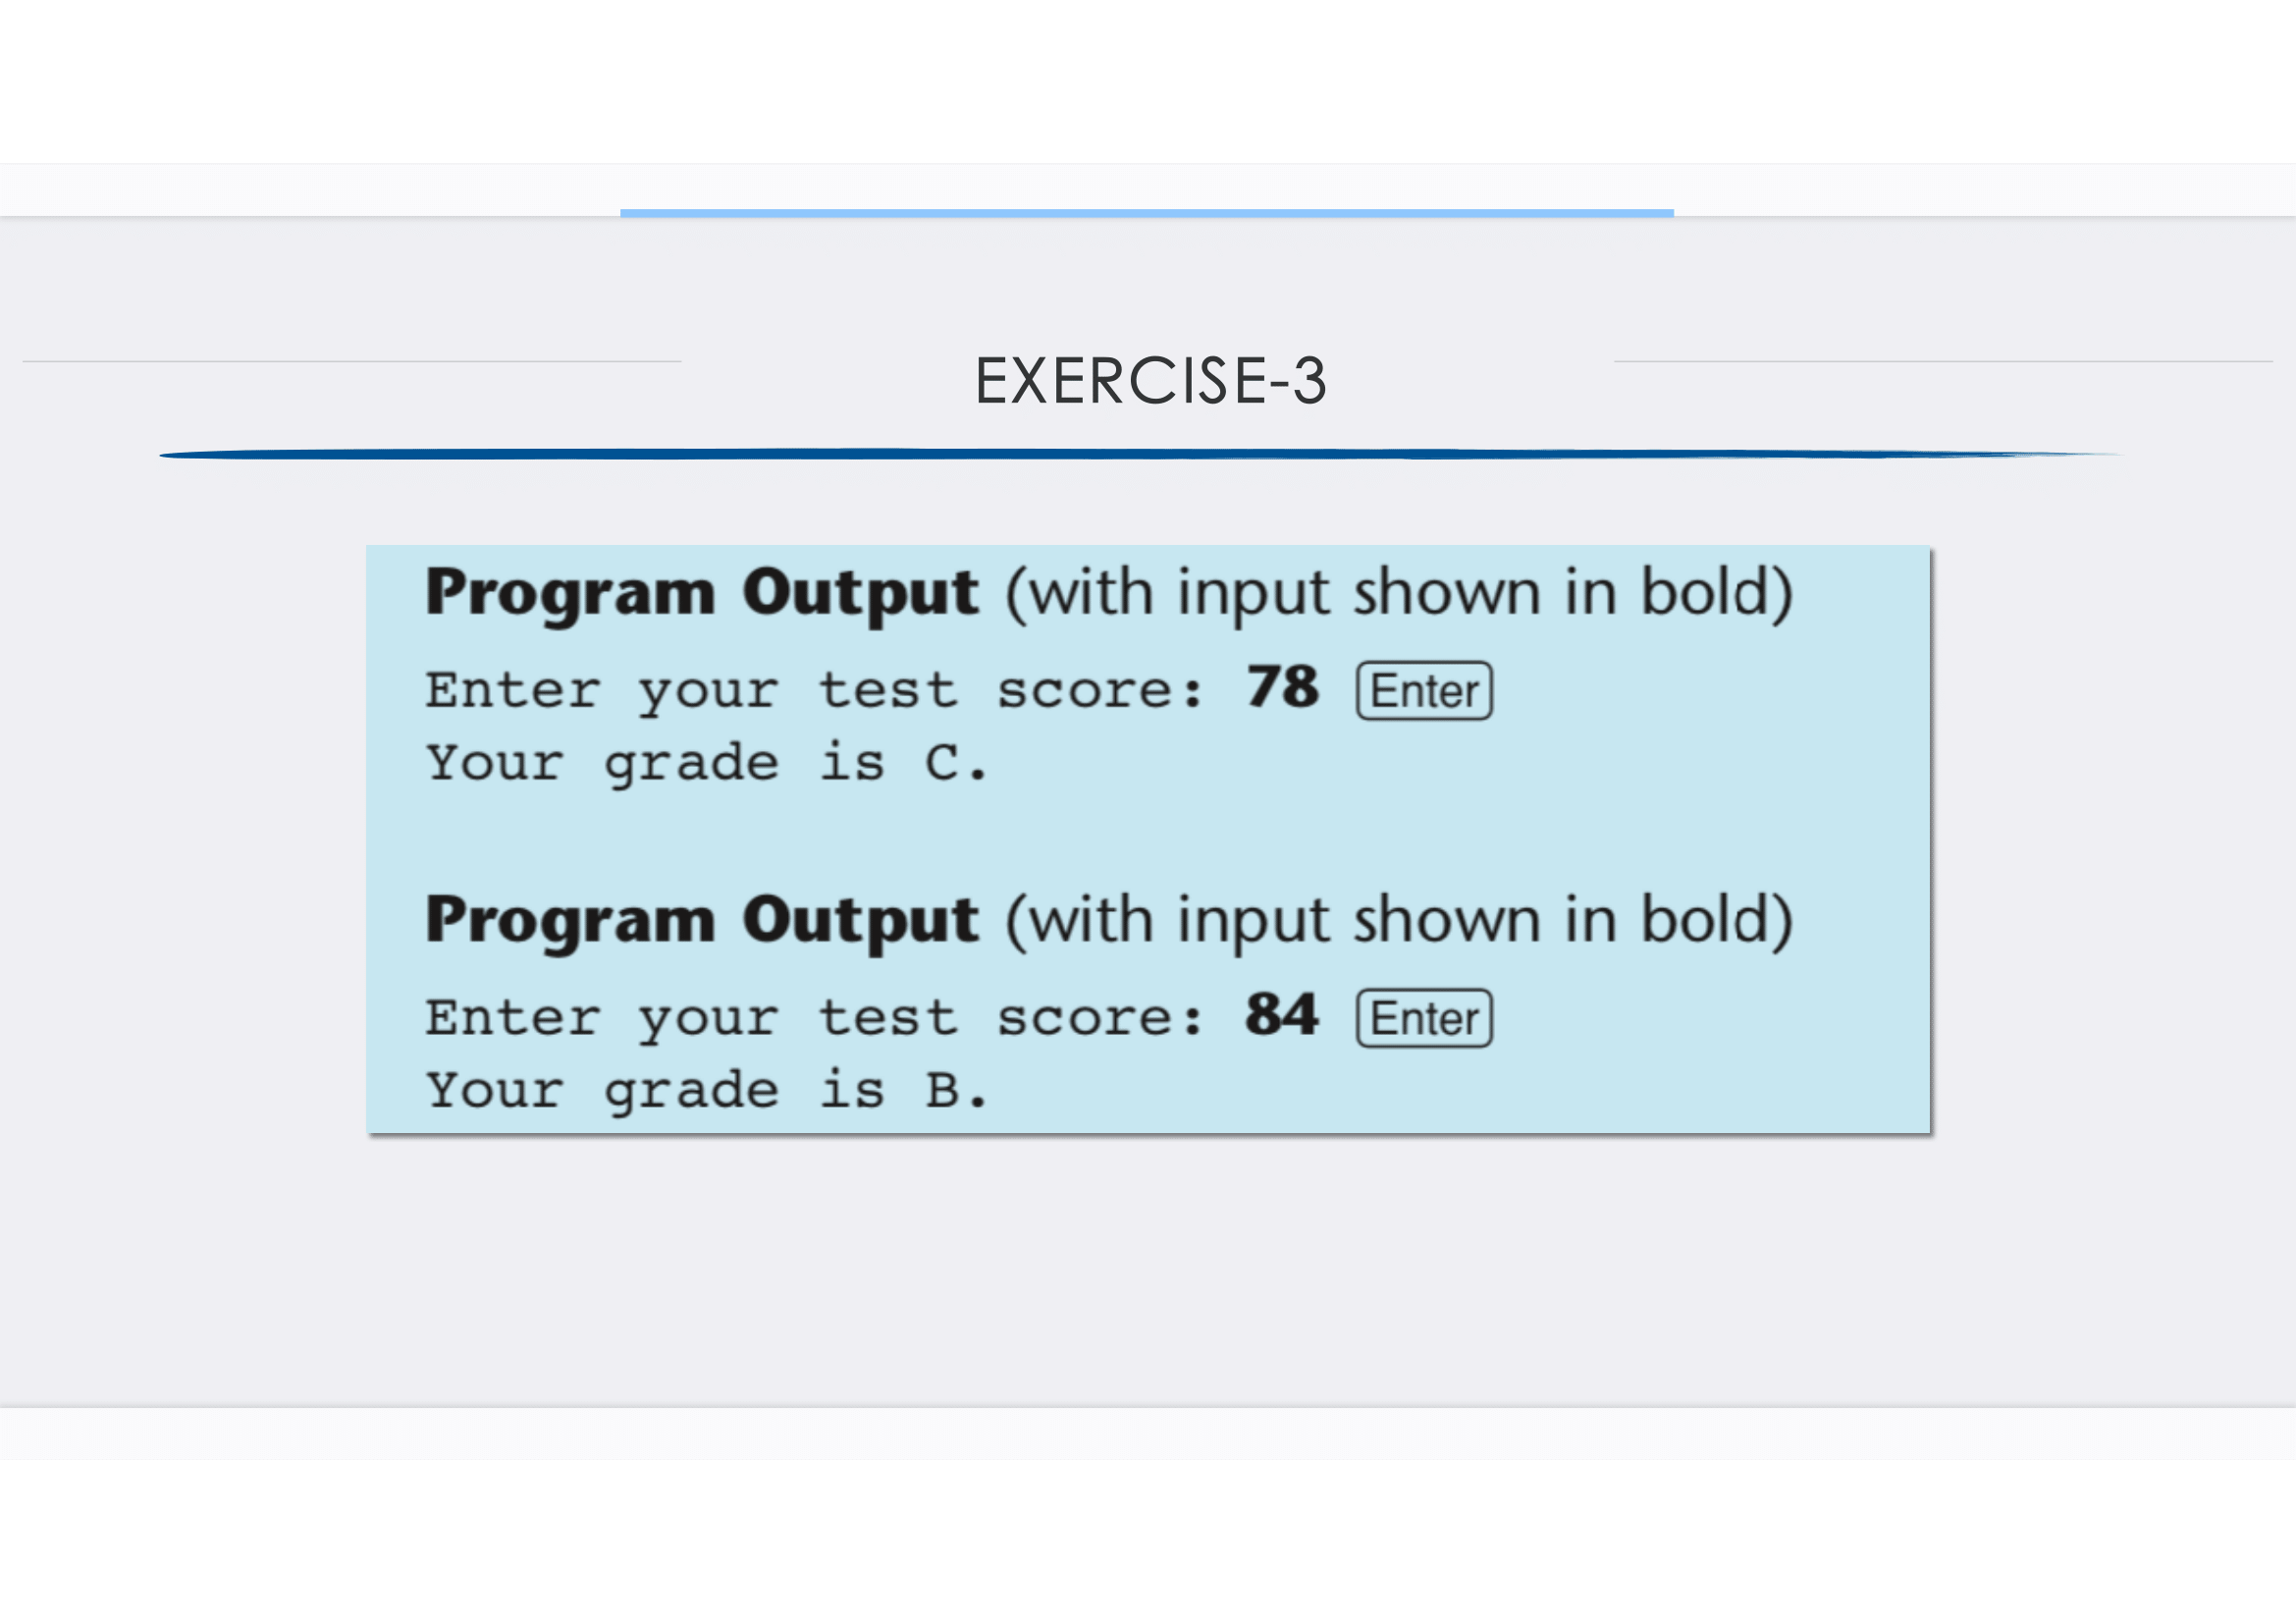 EXERCISE-3
Program Output (with input shown in bold)
Enter your test score: 78 Enter
Your grade is C.
Program Output (with input shown in bold)
Enter your test score: 84 Enter
Your grade is B.